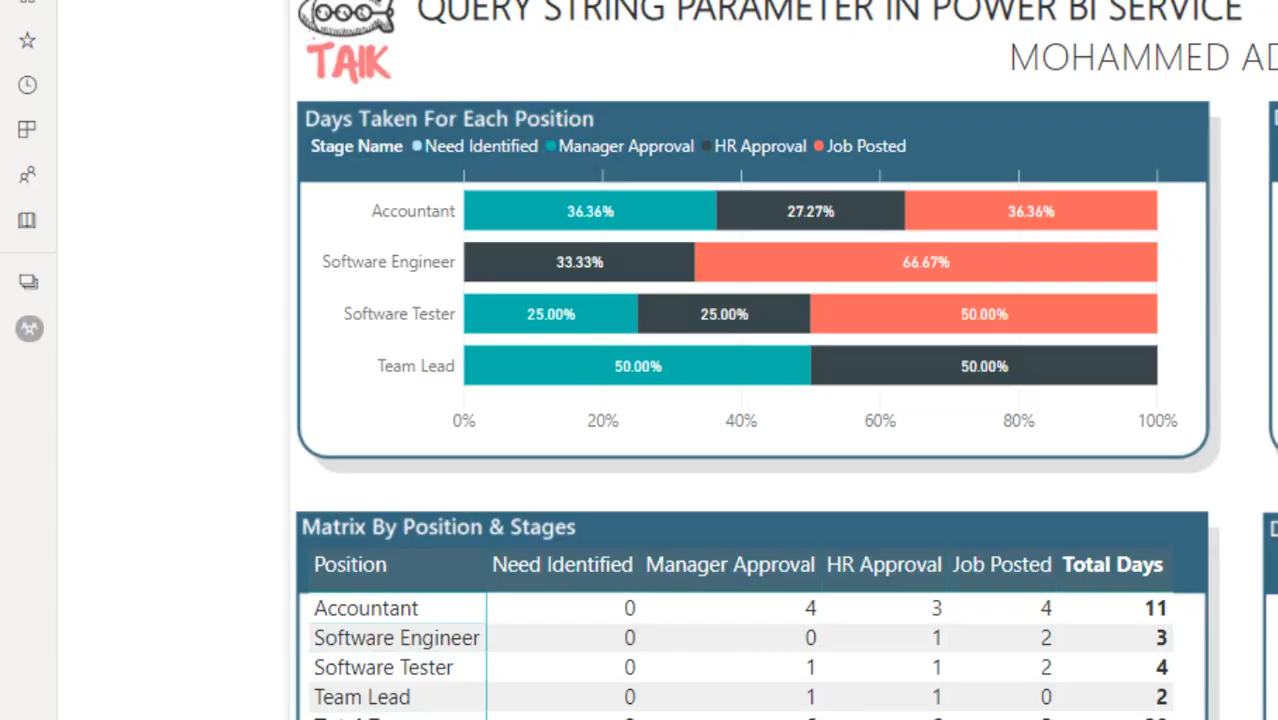 QUERY STRING PARAMETER IN POWER BI SERVICE
TAIK
MOHAMMED AD
Days Taken For Each Position
Stage Name Need Identified Manager Approval HR Approval Job Posted
Accountant 36.36% 27.27% 36.36%
Software Engineer 33.33% 66.67%
Software Tester 25.00% 25.00% 50.00%
Team Lead 50.00% 50.00%
0% 20% 40% 60% 80% 100%
Matrix By Position & Stages
Position Need Identified Manager Approval HR Approval Job Posted Total Days
Accountant 0 4 3 4 11
Software Engineer 0 0 1 2 3
Software Tester 0 1 1 2 4
Team Lead 0 1 1 0 2